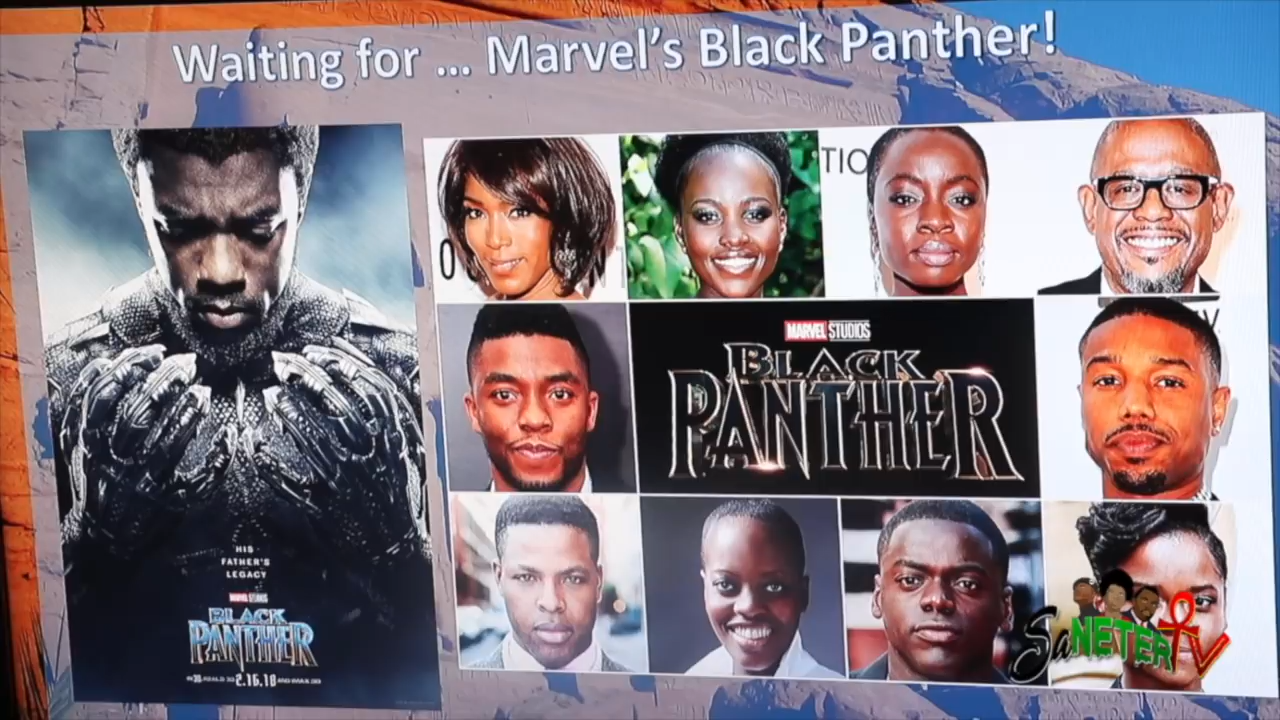 Waiting for ... Marvel's Black Panther!
TIO
MARVEL STUDIOS
BLACK
PANTHER
HIS
FATHER'S
LEGACY
MARVEL STUDIOS
BLACK
PANTHER
2.16.18
SaNETER TV